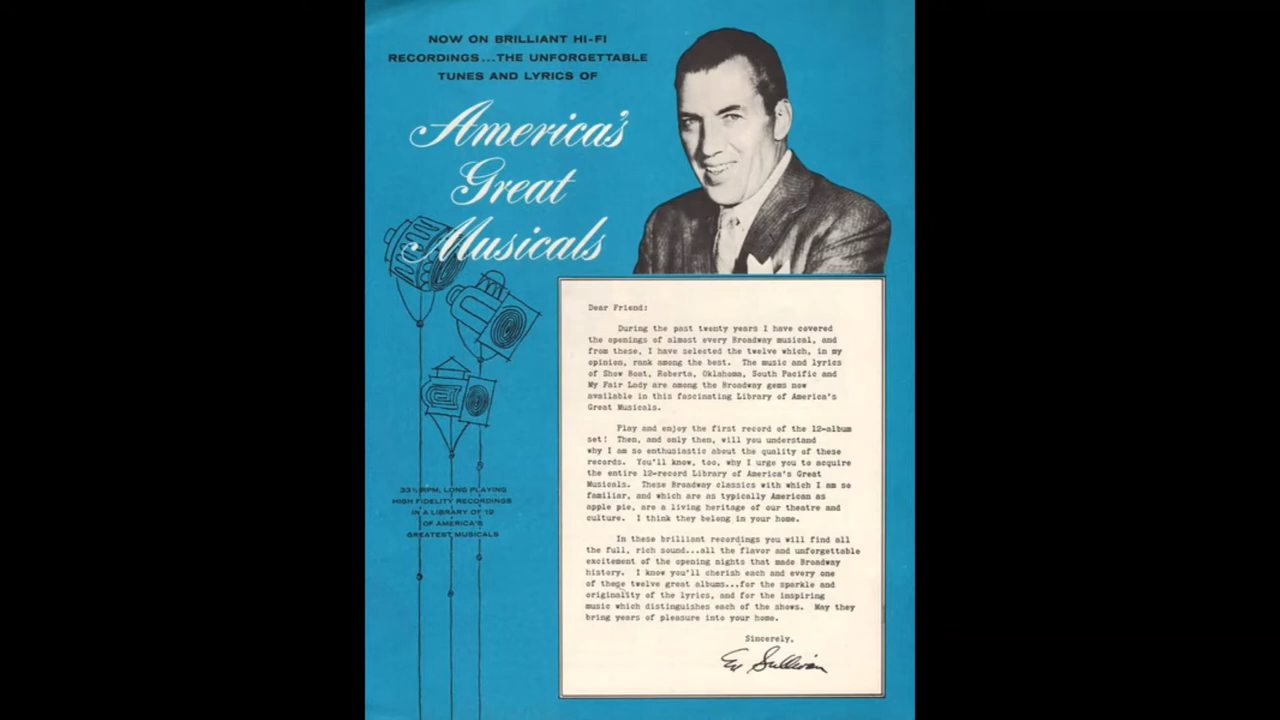 NOW ON BRILLIANT HI-FI
RECORDINGS...THE UNFORGETTABLE
TUNES AND LYRICS OF
America's
Great
Musicals
33⅓ RPM, LONG PLAYING
HIGH FIDELITY RECORDINGS
IN A LIBRARY OF 12
OF AMERICA'S
GREATEST MUSICALS
Dear Friend:
During the past twenty years I have covered
the openings of almost every Broadway musical, and
from these, I have selected the twelve which, in my
opinion, rank among the best. The music and lyrics
of Show Boat, Roberta, Oklahoma, South Pacific and
My Fair Lady are among the Broadway gems now
available in this fascinating Library of America's
Great Musicals.
Play and enjoy the first record of the 12-album
set! Then, and only then, will you understand
why I am so enthusiastic about the quality of these
records. You'll know, too, why I urge you to acquire
the entire 12-record Library of America's Great
Musicals. These Broadway classics with which I am so
familiar, and which are as typically American as
apple pie, are a living heritage of our theatre and
culture. I think they belong in your home.
In these brilliant recordings you will find all
the full, rich sound...all the flavor and unforgettable
excitement of the opening nights that made Broadway
history. I know you'll cherish each and every one
of these twelve great albums...for the sparkle and
originality of the lyrics, and for the inspiring
music which distinguishes each of the shows. May they
bring years of pleasure into your home.
Sincerely,
Ed Sullivan